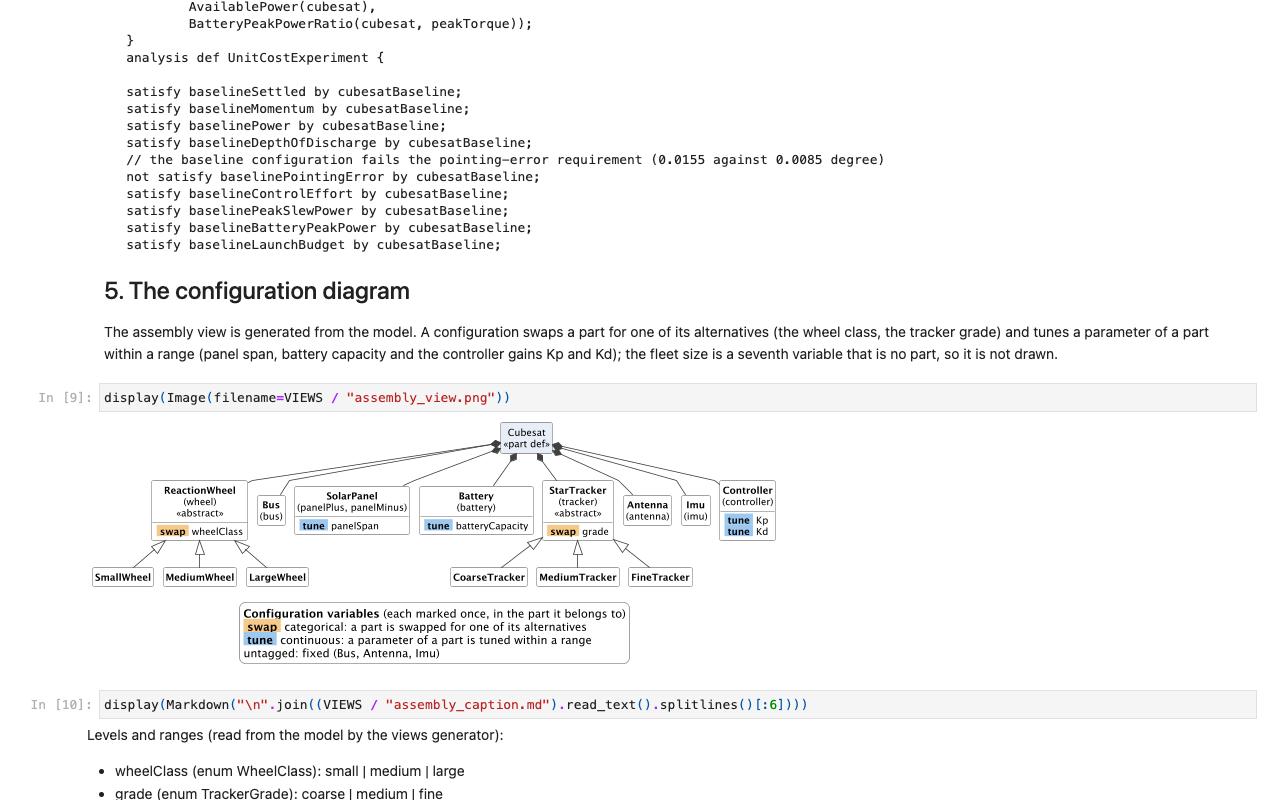 AvailablePower(cubesat),
BatteryPeakPowerRatio(cubesat, peakTorque));
}
analysis def UnitCostExperiment {
satisfy baselineSettled by cubesatBaseline;
satisfy baselineMomentum by cubesatBaseline;
satisfy baselinePower by cubesatBaseline;
satisfy baselineDepthOfDischarge by cubesatBaseline;
// the baseline configuration fails the pointing-error requirement (0.0155 against 0.0085 degree)
not satisfy baselinePointingError by cubesatBaseline;
satisfy baselineControlEffort by cubesatBaseline;
satisfy baselinePeakSlewPower by cubesatBaseline;
satisfy baselineBatteryPeakPower by cubesatBaseline;
satisfy baselineLaunchBudget by cubesatBaseline;
5. The configuration diagram
The assembly view is generated from the model. A configuration swaps a part for one of its alternatives (the wheel class, the tracker grade) and tunes a parameter of a part
within a range (panel span, battery capacity and the controller gains Kp and Kd); the fleet size is a seventh variable that is no part, so it is not drawn.
In [9]: display(Image(filename=VIEWS / "assembly_view.png"))
Cubesat
«part def»
ReactionWheel
(wheel)
«abstract»
swap wheelClass
Bus
(bus)
SolarPanel
(panelPlus, panelMinus)
tune panelSpan
Battery
(battery)
tune batteryCapacity
StarTracker
(tracker)
«abstract»
swap grade
Antenna
(antenna)
Imu
(imu)
Controller
(controller)
tune Kp
tune Kd
SmallWheel
MediumWheel
LargeWheel
CoarseTracker
MediumTracker
FineTracker
Configuration variables (each marked once, in the part it belongs to)
swap categorical: a part is swapped for one of its alternatives
tune continuous: a parameter of a part is tuned within a range
untagged: fixed (Bus, Antenna, Imu)
In [10]: display(Markdown("\n".join((VIEWS / "assembly_caption.md").read_text().splitlines()[:6])))
Levels and ranges (read from the model by the views generator):
• wheelClass (enum WheelClass): small | medium | large
• grade (enum TrackerGrade): coarse | medium | fine